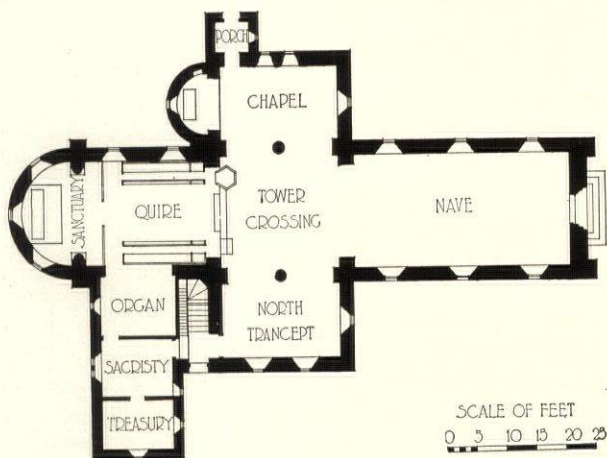 PORCH
CHAPEL
SANCTUARY
QUIRE
TOWER
CROSSING
NAVE
ORGAN
NORTH
TRANCEPT
SACRISTY
TREASURY
SCALE OF FEET
0 5 10 15 20 25